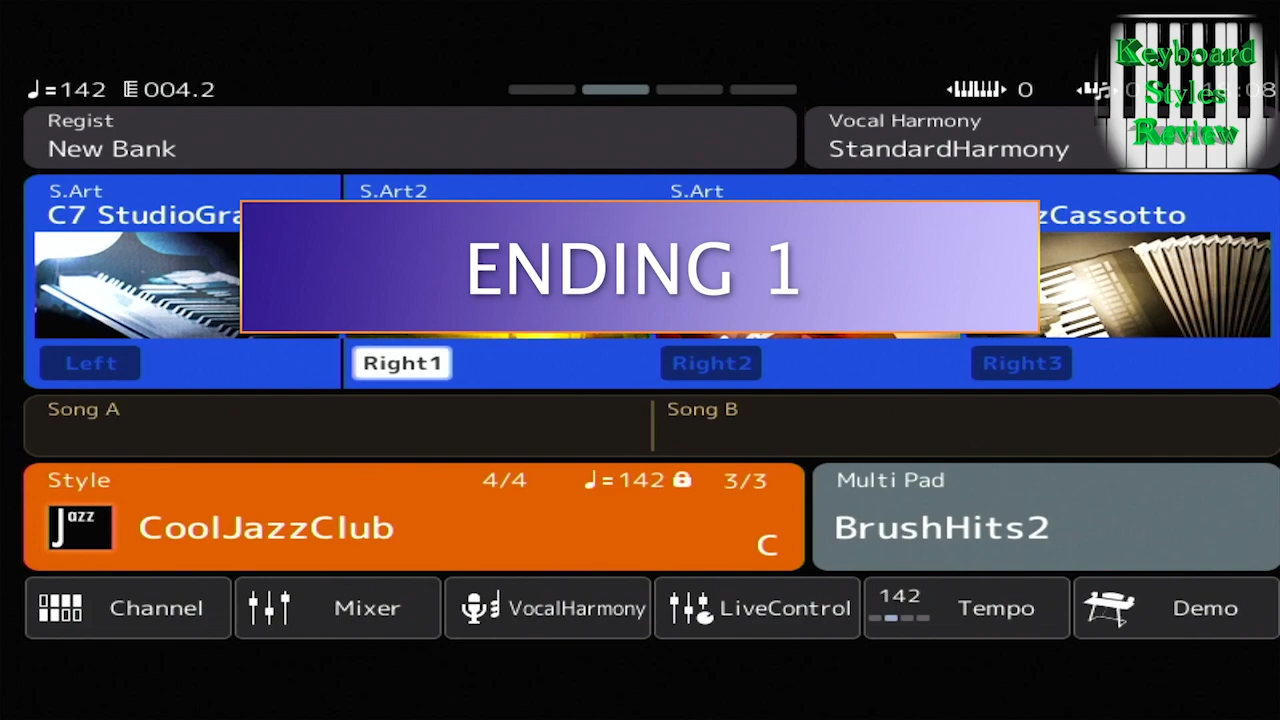 ♩=142 004.2
0
Keyboard
Styles
Review
Regist
New Bank
Vocal Harmony
StandardHarmony
S.Art
C7 StudioGra
S.Art2
S.Art
zCassotto
ENDING 1
Left
Right1
Right2
Right3
Song A
Song B
Style
4/4 ♩=142 3/3
Jazz
CoolJazzClub
C
Multi Pad
BrushHits2
Channel
Mixer
VocalHarmony
LiveControl
142
Tempo
Demo